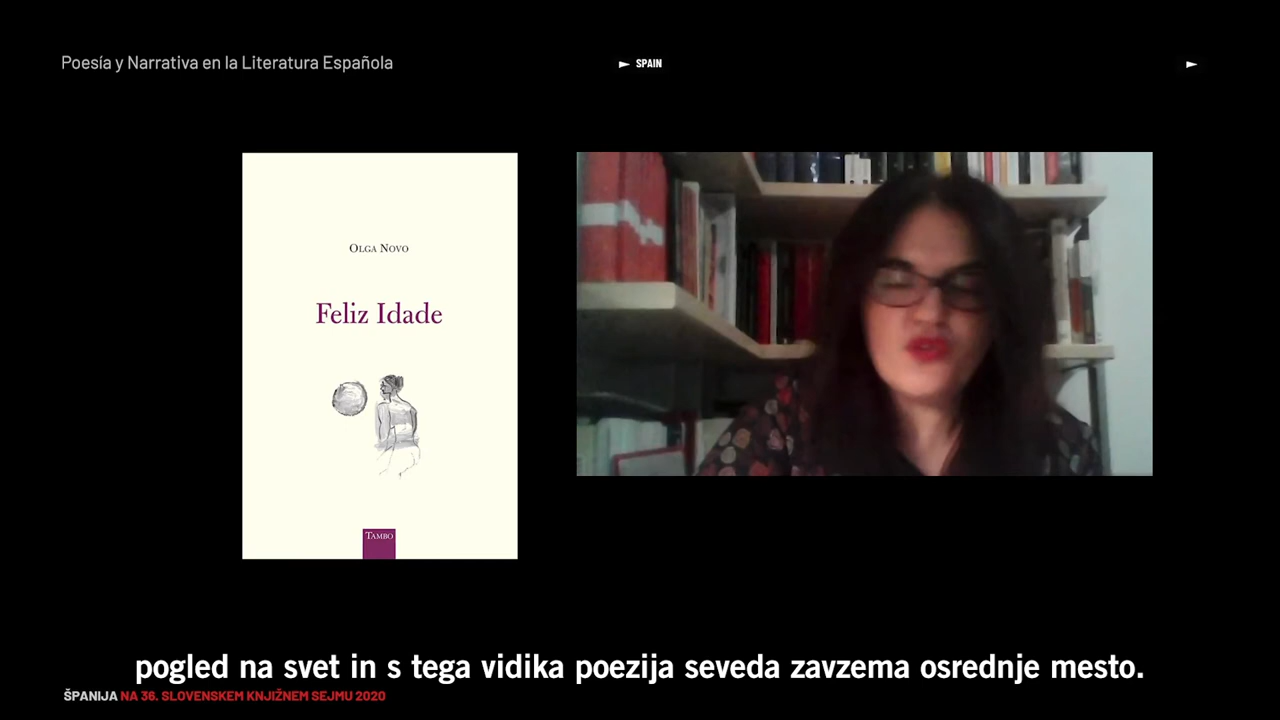 Poesía y Narrativa en la Literatura Española
SPAIN
OLGA NOVO
Feliz Idade
TAMBO
pogled na svet in s tega vidika poezija seveda zavzema osrednje mesto.
ŠPANIJA NA 36. SLOVENSKEM KNJIŽNEM SEJMU 2020